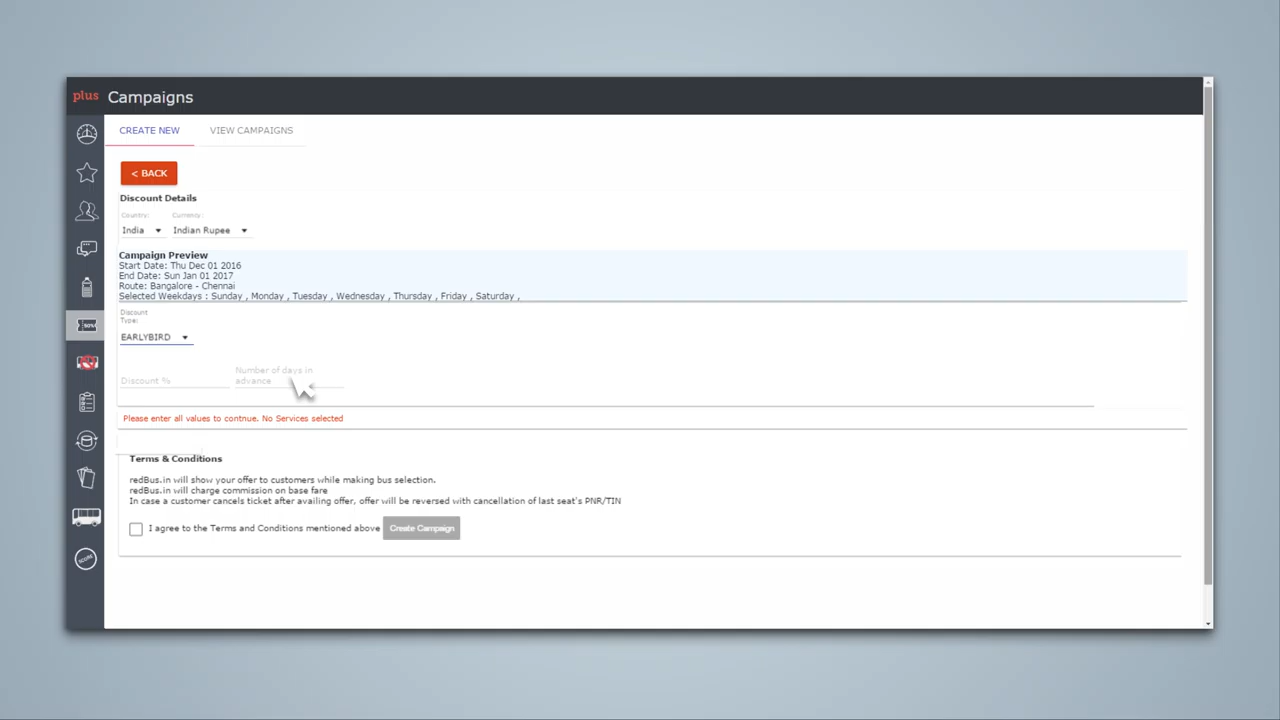 plus Campaigns
CREATE NEW VIEW CAMPAIGNS
< BACK
Discount Details
Country: Currency:
India Indian Rupee
Campaign Preview
Start Date: Thu Dec 01 2016
End Date: Sun Jan 01 2017
Route: Bangalore - Chennai
Selected Weekdays : Sunday , Monday , Tuesday , Wednesday , Thursday , Friday , Saturday ,
Discount
Type:
EARLYBIRD
Number of days in
Discount % advance
Please enter all values to contnue. No Services selected
Terms & Conditions
redBus.in will show your offer to customers while making bus selection.
redBus.in will charge commission on base fare
In case a customer cancels ticket after availing offer, offer will be reversed with cancellation of last seat's PNR/TIN
I agree to the Terms and Conditions mentioned above Create Campaign
50%
SCORE